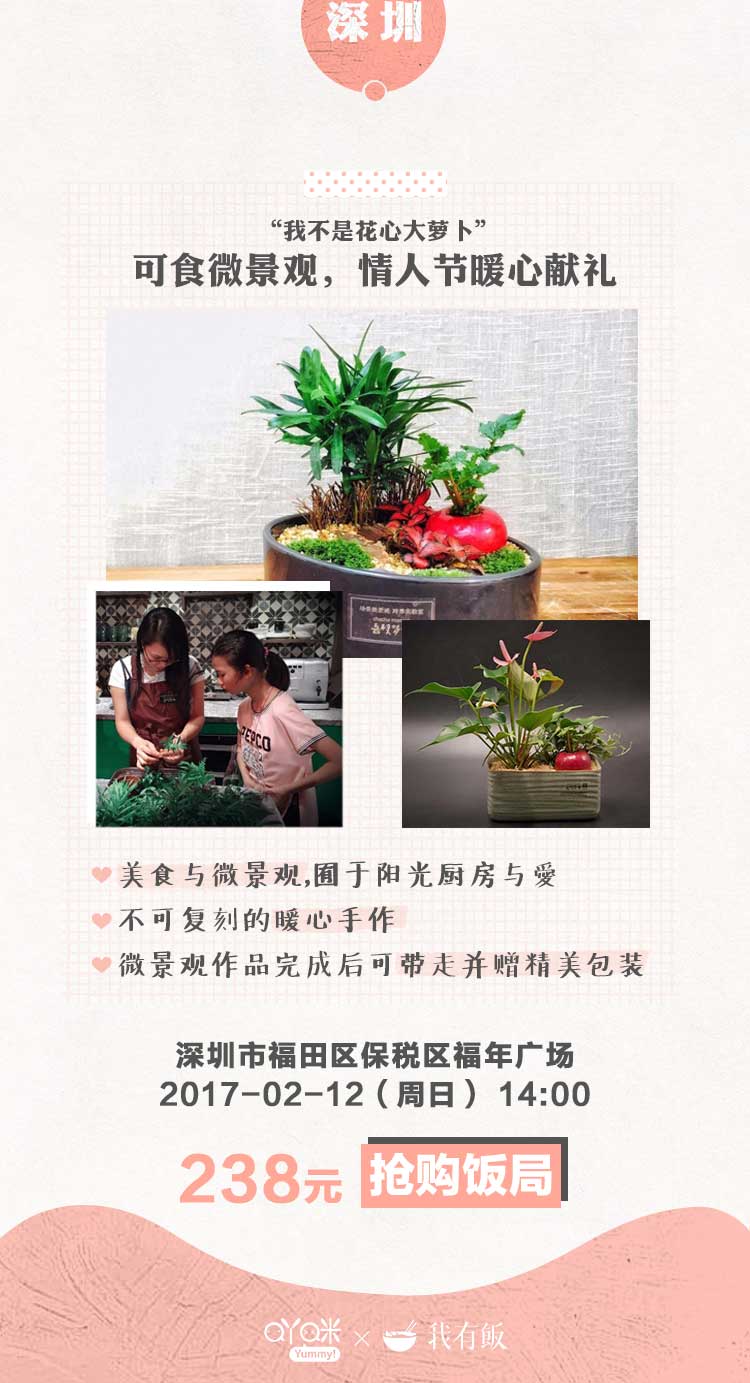 深圳
“我不是花心大萝卜”
可食微景观，情人节暖心献礼
PEPCO
美食与微景观,囿于阳光厨房与愛
不可复刻的暖心手作
微景观作品完成后可带走并赠精美包装
深圳市福田区保税区福年广场
2017-02-12（周日） 14:00
238元 抢购饭局
Yummy! × 我有飯